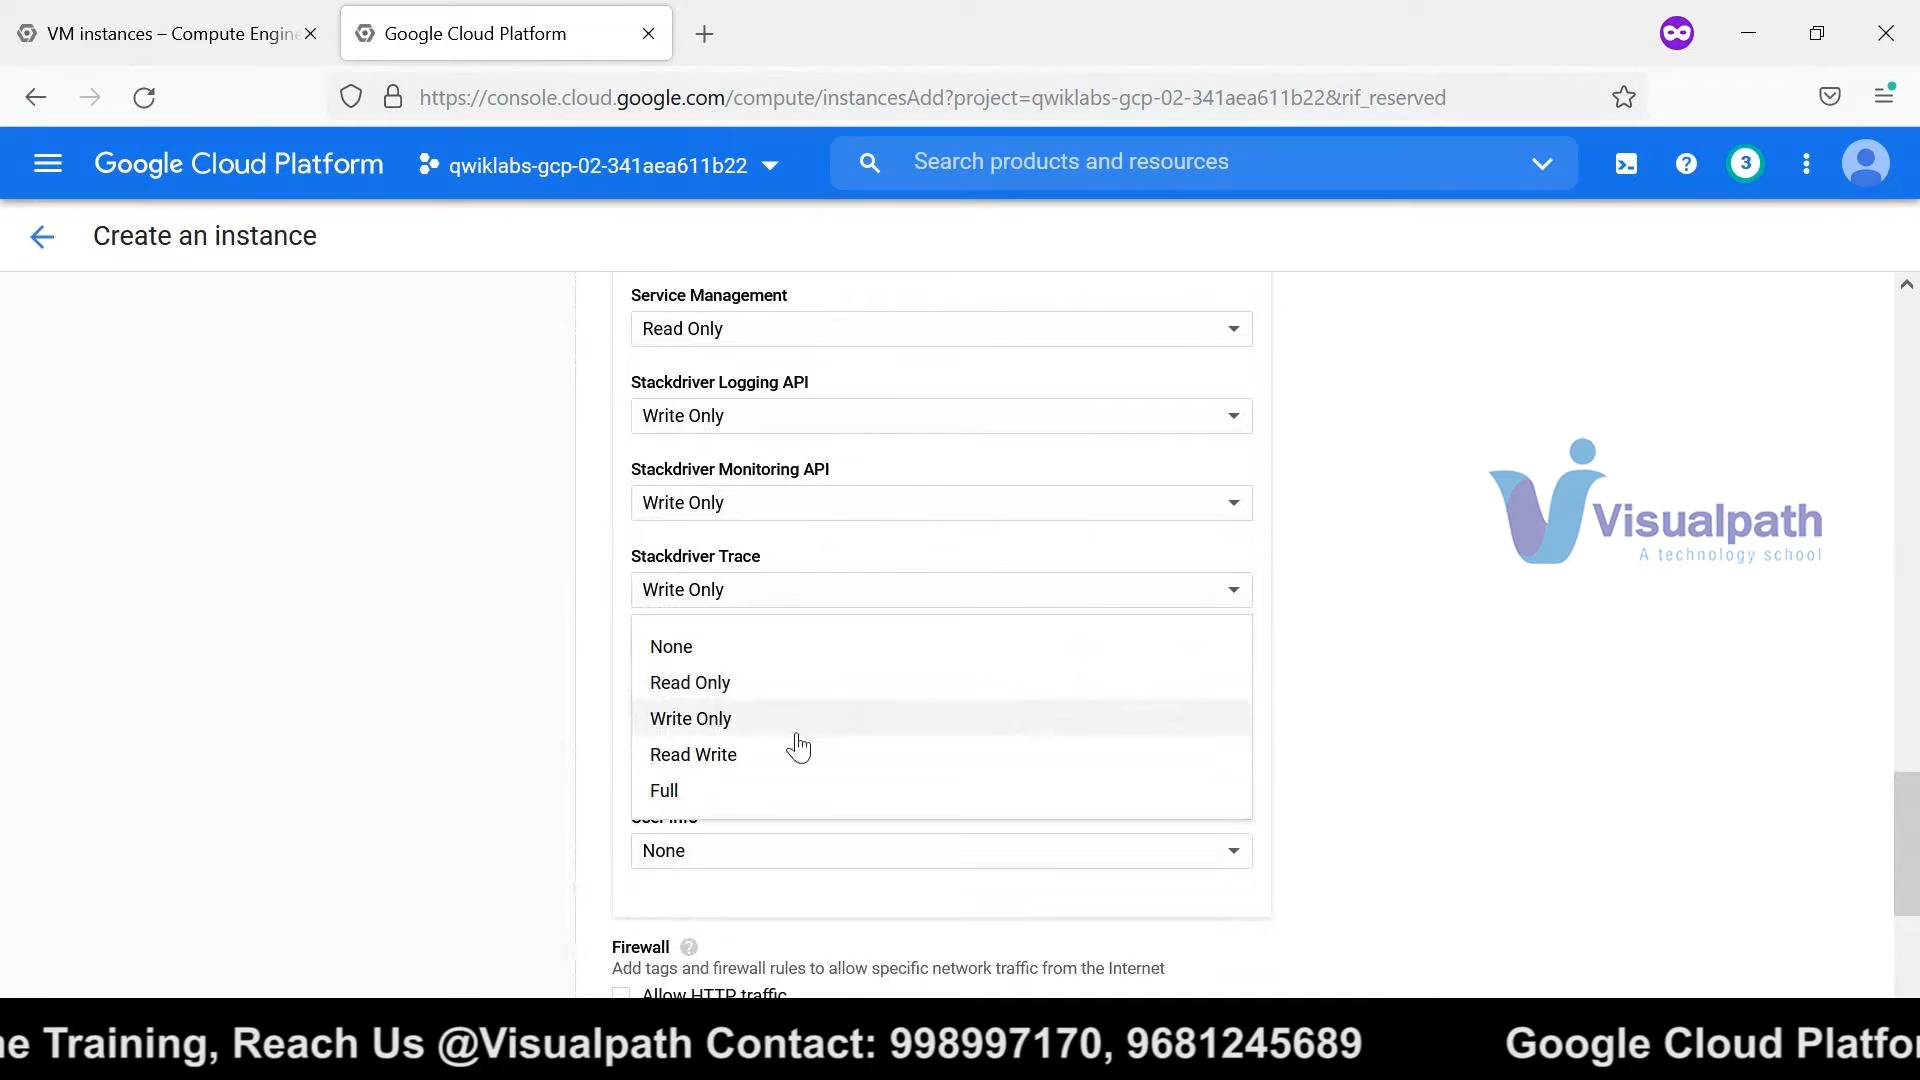 VM instances – Compute Engine
Google Cloud Platform
https://console.cloud.google.com/compute/instancesAdd?project=qwiklabs-gcp-02-341aea611b22&rif_reserved
Google Cloud Platform
qwiklabs-gcp-02-341aea611b22
Search products and resources
3
Create an instance
Service Management
Read Only
Stackdriver Logging API
Write Only
Stackdriver Monitoring API
Write Only
Stackdriver Trace
Write Only
None
Read Only
Write Only
Read Write
Full
User info
None
Visualpath
A technology school
Firewall
Add tags and firewall rules to allow specific network traffic from the Internet
Allow HTTP traffic
ne Training, Reach Us @Visualpath Contact: 998997170, 9681245689 Google Cloud Platfor